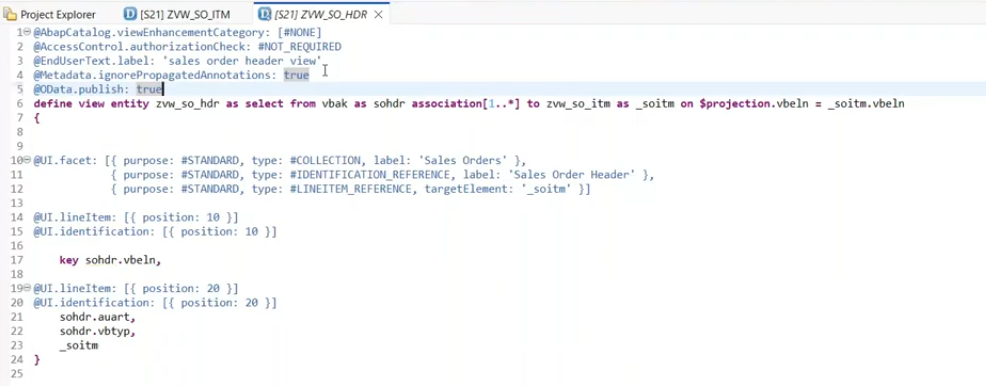 Project Explorer [S21] ZVW_SO_ITM [S21] ZVW_SO_HDR
1 @AbapCatalog.viewEnhancementCategory: [#NONE]
2 @AccessControl.authorizationCheck: #NOT_REQUIRED
3 @EndUserText.label: 'sales order header view'
4 @Metadata.ignorePropagatedAnnotations: true
5 @OData.publish: true
6 define view entity zvw_so_hdr as select from vbak as sohdr association[1..*] to zvw_so_itm as _soitm on $projection.vbeln = _soitm.vbeln
7 {
8
9
10 @UI.facet: [{ purpose: #STANDARD, type: #COLLECTION, label: 'Sales Orders' },
11 { purpose: #STANDARD, type: #IDENTIFICATION_REFERENCE, label: 'Sales Order Header' },
12 { purpose: #STANDARD, type: #LINEITEM_REFERENCE, targetElement: '_soitm' }]
13
14 @UI.lineItem: [{ position: 10 }]
15 @UI.identification: [{ position: 10 }]
16
17 key sohdr.vbeln,
18
19 @UI.lineItem: [{ position: 20 }]
20 @UI.identification: [{ position: 20 }]
21 sohdr.auart,
22 sohdr.vbtyp,
23 _soitm
24 }
25